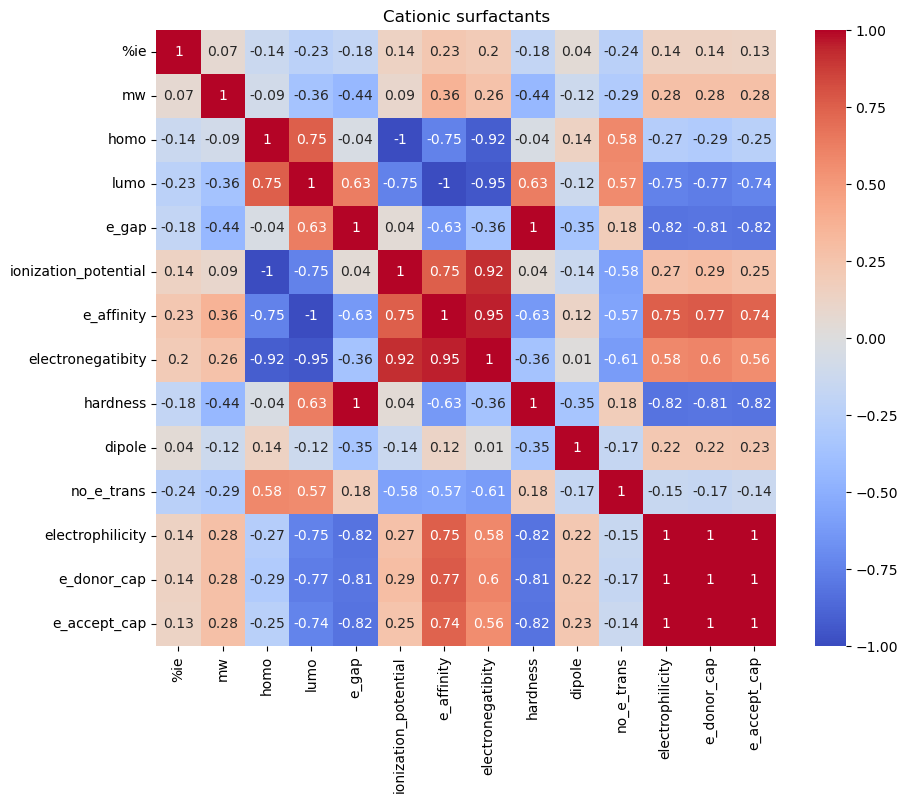 Cationic surfactants
%ie 1 0.07 -0.14 -0.23 -0.18 0.14 0.23 0.2 -0.18 0.04 -0.24 0.14 0.14 0.13
mw 0.07 1 -0.09 -0.36 -0.44 0.09 0.36 0.26 -0.44 -0.12 -0.29 0.28 0.28 0.28
homo -0.14 -0.09 1 0.75 -0.04 -1 -0.75 -0.92 -0.04 0.14 0.58 -0.27 -0.29 -0.25
lumo -0.23 -0.36 0.75 1 0.63 -0.75 -1 -0.95 0.63 -0.12 0.57 -0.75 -0.77 -0.74
e_gap -0.18 -0.44 -0.04 0.63 1 0.04 -0.63 -0.36 1 -0.35 0.18 -0.82 -0.81 -0.82
ionization_potential 0.14 0.09 -1 -0.75 0.04 1 0.75 0.92 0.04 -0.14 -0.58 0.27 0.29 0.25
e_affinity 0.23 0.36 -0.75 -1 -0.63 0.75 1 0.95 -0.63 0.12 -0.57 0.75 0.77 0.74
electronegatibity 0.2 0.26 -0.92 -0.95 -0.36 0.92 0.95 1 -0.36 0.01 -0.61 0.58 0.6 0.56
hardness -0.18 -0.44 -0.04 0.63 1 0.04 -0.63 -0.36 1 -0.35 0.18 -0.82 -0.81 -0.82
dipole 0.04 -0.12 0.14 -0.12 -0.35 -0.14 0.12 0.01 -0.35 1 -0.17 0.22 0.22 0.23
no_e_trans -0.24 -0.29 0.58 0.57 0.18 -0.58 -0.57 -0.61 0.18 -0.17 1 -0.15 -0.17 -0.14
electrophilicity 0.14 0.28 -0.27 -0.75 -0.82 0.27 0.75 0.58 -0.82 0.22 -0.15 1 1 1
e_donor_cap 0.14 0.28 -0.29 -0.77 -0.81 0.29 0.77 0.6 -0.81 0.22 -0.17 1 1 1
e_accept_cap 0.13 0.28 -0.25 -0.74 -0.82 0.25 0.74 0.56 -0.82 0.23 -0.14 1 1 1
%ie mw homo lumo e_gap ionization_potential e_affinity electronegatibity hardness dipole no_e_trans electrophilicity e_donor_cap e_accept_cap
1.00
0.75
0.50
0.25
0.00
-0.25
-0.50
-0.75
-1.00